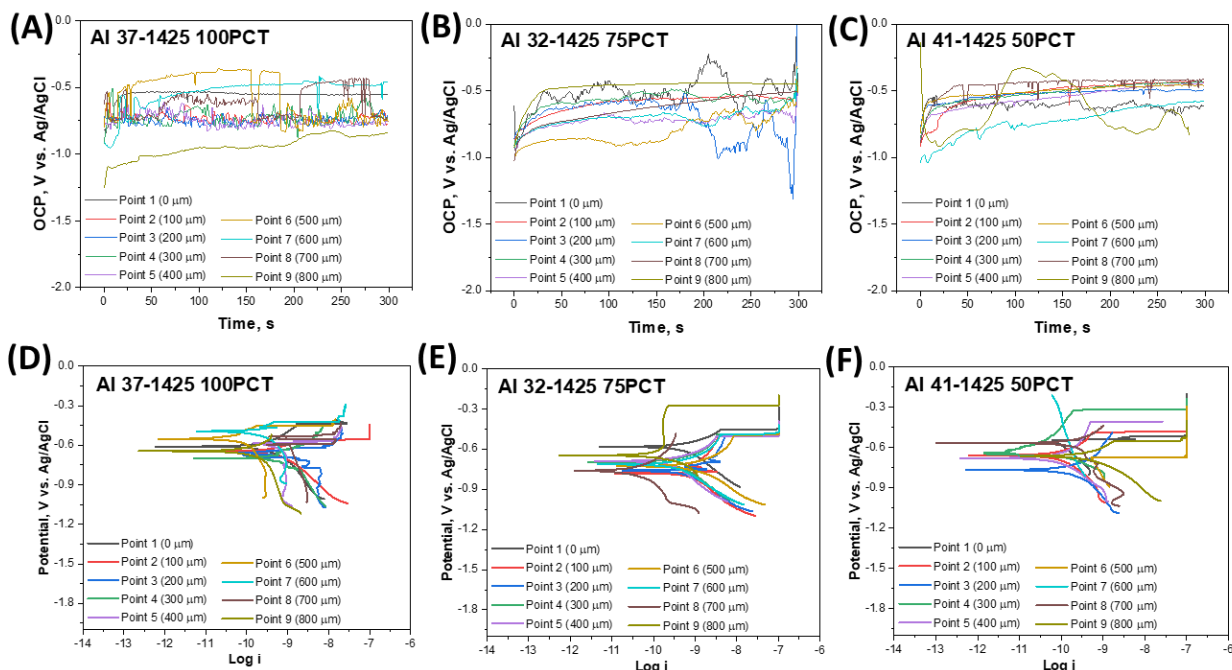 (A)
Al 37-1425 100PCT
0.0
-0.5
-1.0
-1.5
-2.0
OCP, V vs. Ag/AgCl
0 50 100 150 200 250 300
Time, s
Point 1 (0 μm)
Point 2 (100 μm)
Point 3 (200 μm)
Point 4 (300 μm)
Point 5 (400 μm)
Point 6 (500 μm)
Point 7 (600 μm)
Point 8 (700 μm)
Point 9 (800 μm)
(B)
Al 32-1425 75PCT
0.0
-0.5
-1.0
-1.5
-2.0
OCP, V vs. Ag/AgCl
0 50 100 150 200 250 300
Time, s
Point 1 (0 μm)
Point 2 (100 μm)
Point 3 (200 μm)
Point 4 (300 μm)
Point 5 (400 μm)
Point 6 (500 μm)
Point 7 (600 μm)
Point 8 (700 μm)
Point 9 (800 μm)
(C)
Al 41-1425 50PCT
0.0
-0.5
-1.0
-1.5
-2.0
OCP, V vs. Ag/AgCl
0 50 100 150 200 250 300
Time, s
Point 1 (0 μm)
Point 2 (100 μm)
Point 3 (200 μm)
Point 4 (300 μm)
Point 5 (400 μm)
Point 6 (500 μm)
Point 7 (600 μm)
Point 8 (700 μm)
Point 9 (800 μm)
(D)
Al 37-1425 100PCT
0.0
-0.3
-0.6
-0.9
-1.2
-1.5
-1.8
Potential, V vs. Ag/AgCl
-14 -13 -12 -11 -10 -9 -8 -7 -6
Log i
Point 1 (0 μm)
Point 2 (100 μm)
Point 3 (200 μm)
Point 4 (300 μm)
Point 5 (400 μm)
Point 6 (500 μm)
Point 7 (600 μm)
Point 8 (700 μm)
Point 9 (800 μm)
(E)
Al 32-1425 75PCT
0.0
-0.3
-0.6
-0.9
-1.2
-1.5
-1.8
Potential, V vs. Ag/AgCl
-14 -13 -12 -11 -10 -9 -8 -7 -6
Log i
Point 1 (0 μm)
Point 2 (100 μm)
Point 3 (200 μm)
Point 4 (300 μm)
Point 5 (400 μm)
Point 6 (500 μm)
Point 7 (600 μm)
Point 8 (700 μm)
Point 9 (800 μm)
(F)
Al 41-1425 50PCT
0.0
-0.3
-0.6
-0.9
-1.2
-1.5
-1.8
Potential, V vs. Ag/AgCl
-14 -13 -12 -11 -10 -9 -8 -7 -6
Log i
Point 1 (0 μm)
Point 2 (100 μm)
Point 3 (200 μm)
Point 4 (300 μm)
Point 5 (400 μm)
Point 6 (500 μm)
Point 7 (600 μm)
Point 8 (700 μm)
Point 9 (800 μm)